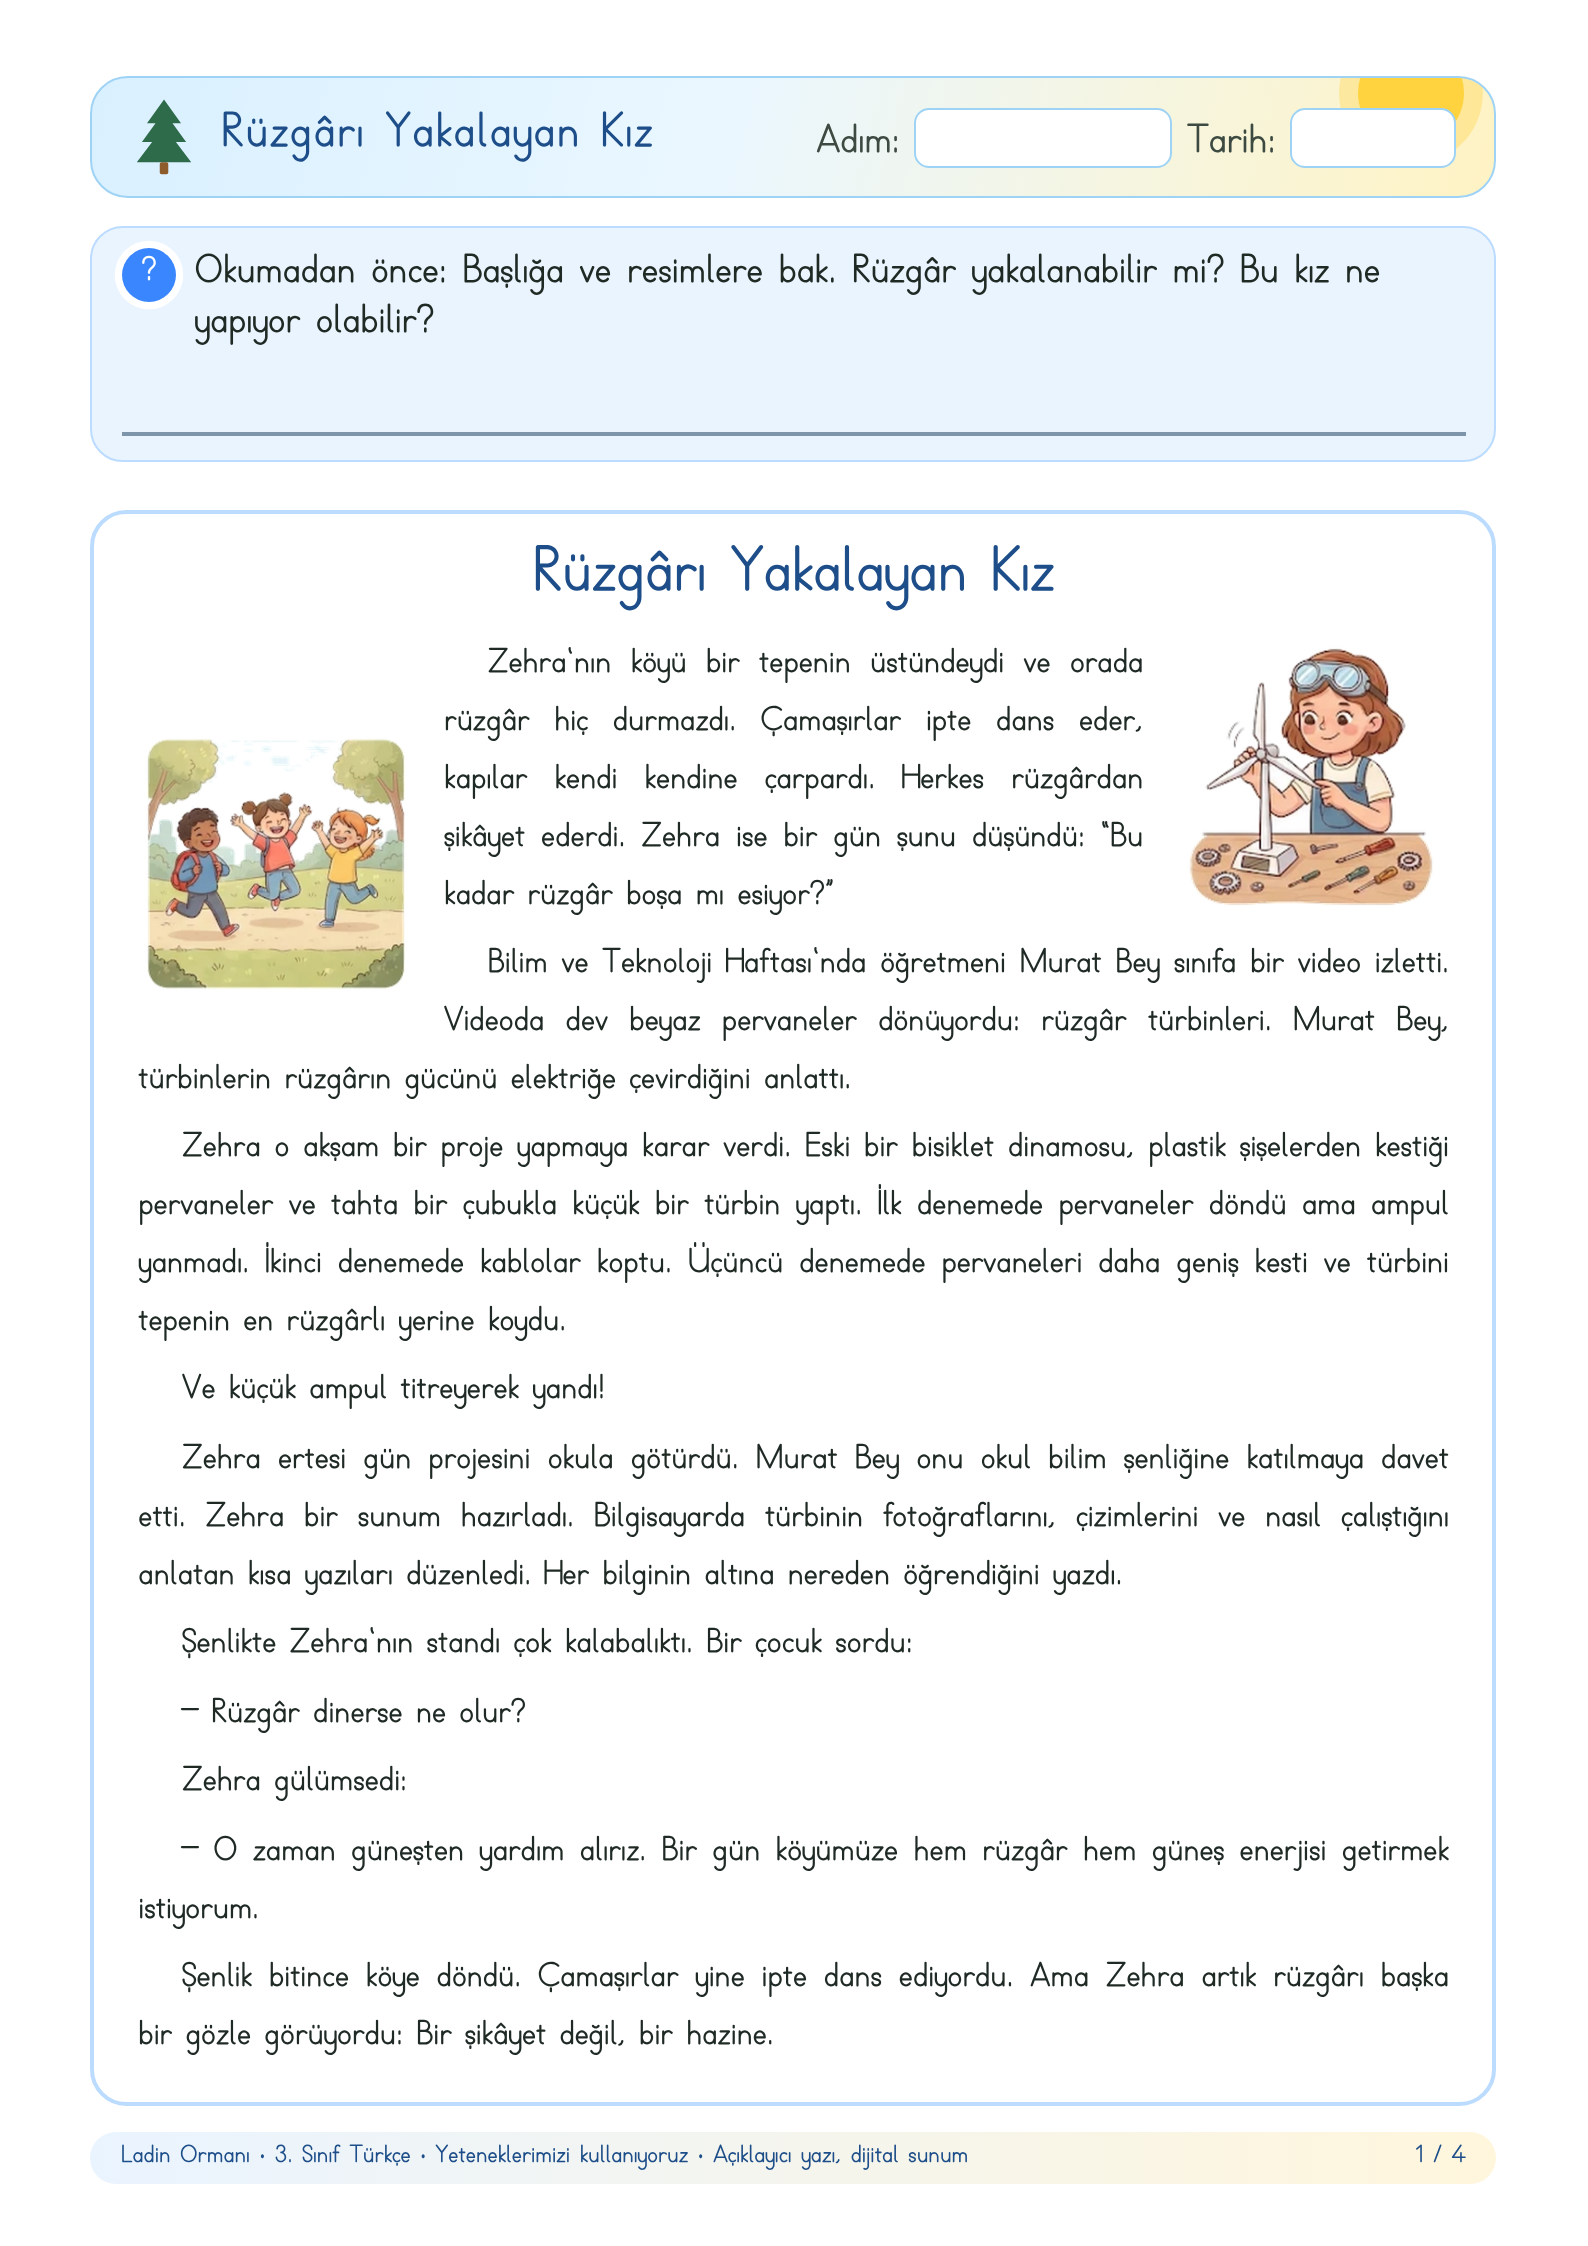 Rüzgârı Yakalayan Kız
Adım:
Tarih:
?
Okumadan önce: Başlığa ve resimlere bak. Rüzgâr yakalanabilir mi? Bu kız ne
yapıyor olabilir?
Rüzgârı Yakalayan Kız
Zehra‘nın köyü bir tepenin üstündeydi ve orada
rüzgâr hiç durmazdı. Çamaşırlar ipte dans eder,
kapılar kendi kendine çarpardı. Herkes rüzgârdan
şikâyet ederdi. Zehra ise bir gün şunu düşündü: “Bu
kadar rüzgâr boşa mı esiyor?”
Bilim ve Teknoloji Haftası‘nda öğretmeni Murat Bey sınıfa bir video izletti.
Videoda dev beyaz pervaneler dönüyordu: rüzgâr türbinleri. Murat Bey,
türbinlerin rüzgârın gücünü elektriğe çevirdiğini anlattı.
Zehra o akşam bir proje yapmaya karar verdi. Eski bir bisiklet dinamosu, plastik şişelerden kestiği
pervaneler ve tahta bir çubukla küçük bir türbin yaptı. İlk denemede pervaneler döndü ama ampul
yanmadı. İkinci denemede kablolar koptu. Üçüncü denemede pervaneleri daha geniş kesti ve türbini
tepenin en rüzgârlı yerine koydu.
Ve küçük ampul titreyerek yandı!
Zehra ertesi gün projesini okula götürdü. Murat Bey onu okul bilim şenliğine katılmaya davet
etti. Zehra bir sunum hazırladı. Bilgisayarda türbinin fotoğraflarını, çizimlerini ve nasıl çalıştığını
anlatan kısa yazıları düzenledi. Her bilginin altına nereden öğrendiğini yazdı.
Şenlikte Zehra‘nın standı çok kalabalıktı. Bir çocuk sordu:
– Rüzgâr dinerse ne olur?
Zehra gülümsedi:
– O zaman güneşten yardım alırız. Bir gün köyümüze hem rüzgâr hem güneş enerjisi getirmek
istiyorum.
Şenlik bitince köye döndü. Çamaşırlar yine ipte dans ediyordu. Ama Zehra artık rüzgârı başka
bir gözle görüyordu: Bir şikâyet değil, bir hazine.
Ladin Ormanı • 3. Sınıf Türkçe • Yeteneklerimizi kullanıyoruz • Açıklayıcı yazı, dijital sunum
1 / 4